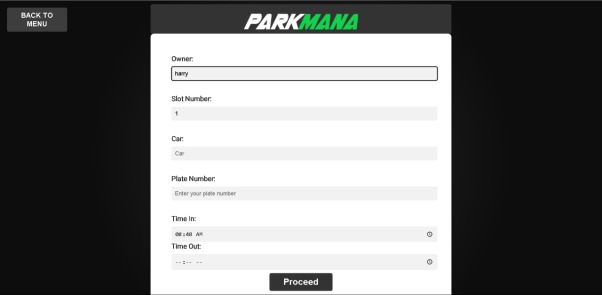 BACK TO
MENU
PARKMANA
Owner:
harry
Slot Number:
1
Car:
Car
Plate Number:
Enter your plate number
Time In:
08:40 AM
Time Out:
--:-- --
Proceed